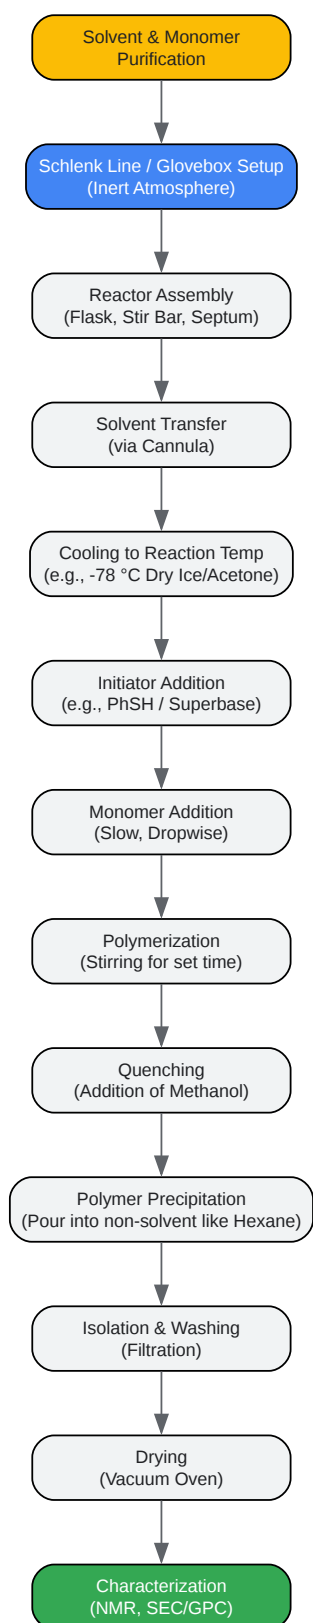 Solvent & Monomer
Purification
Schlenk Line / Glovebox Setup
(Inert Atmosphere)
Reactor Assembly
(Flask, Stir Bar, Septum)
Solvent Transfer
(via Cannula)
Cooling to Reaction Temp
(e.g., -78 °C Dry Ice/Acetone)
Initiator Addition
(e.g., PhSH / Superbase)
Monomer Addition
(Slow, Dropwise)
Polymerization
(Stirring for set time)
Quenching
(Addition of Methanol)
Polymer Precipitation
(Pour into non-solvent like Hexane)
Isolation & Washing
(Filtration)
Drying
(Vacuum Oven)
Characterization
(NMR, SEC/GPC)